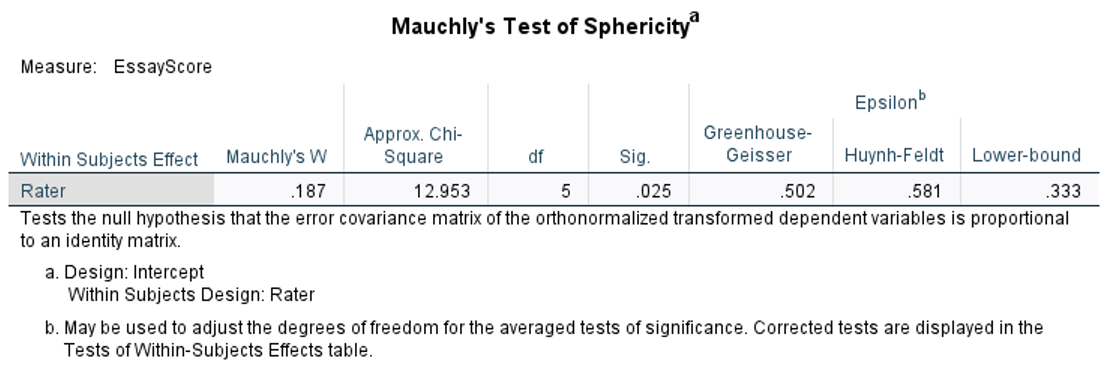 Mauchly's Test of Sphericity^a
Measure: EssayScore
Epsilon^b
Within Subjects Effect Mauchly's W Approx. Chi-Square df Sig. Greenhouse-Geisser Huynh-Feldt Lower-bound
Rater .187 12.953 5 .025 .502 .581 .333
Tests the null hypothesis that the error covariance matrix of the orthonormalized transformed dependent variables is proportional
to an identity matrix.
a. Design: Intercept
Within Subjects Design: Rater
b. May be used to adjust the degrees of freedom for the averaged tests of significance. Corrected tests are displayed in the
Tests of Within-Subjects Effects table.